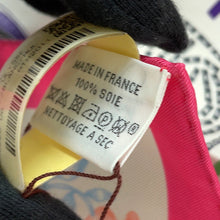 MADE IN FRANCE
100% SOIE
NETTOYAGE A SEC